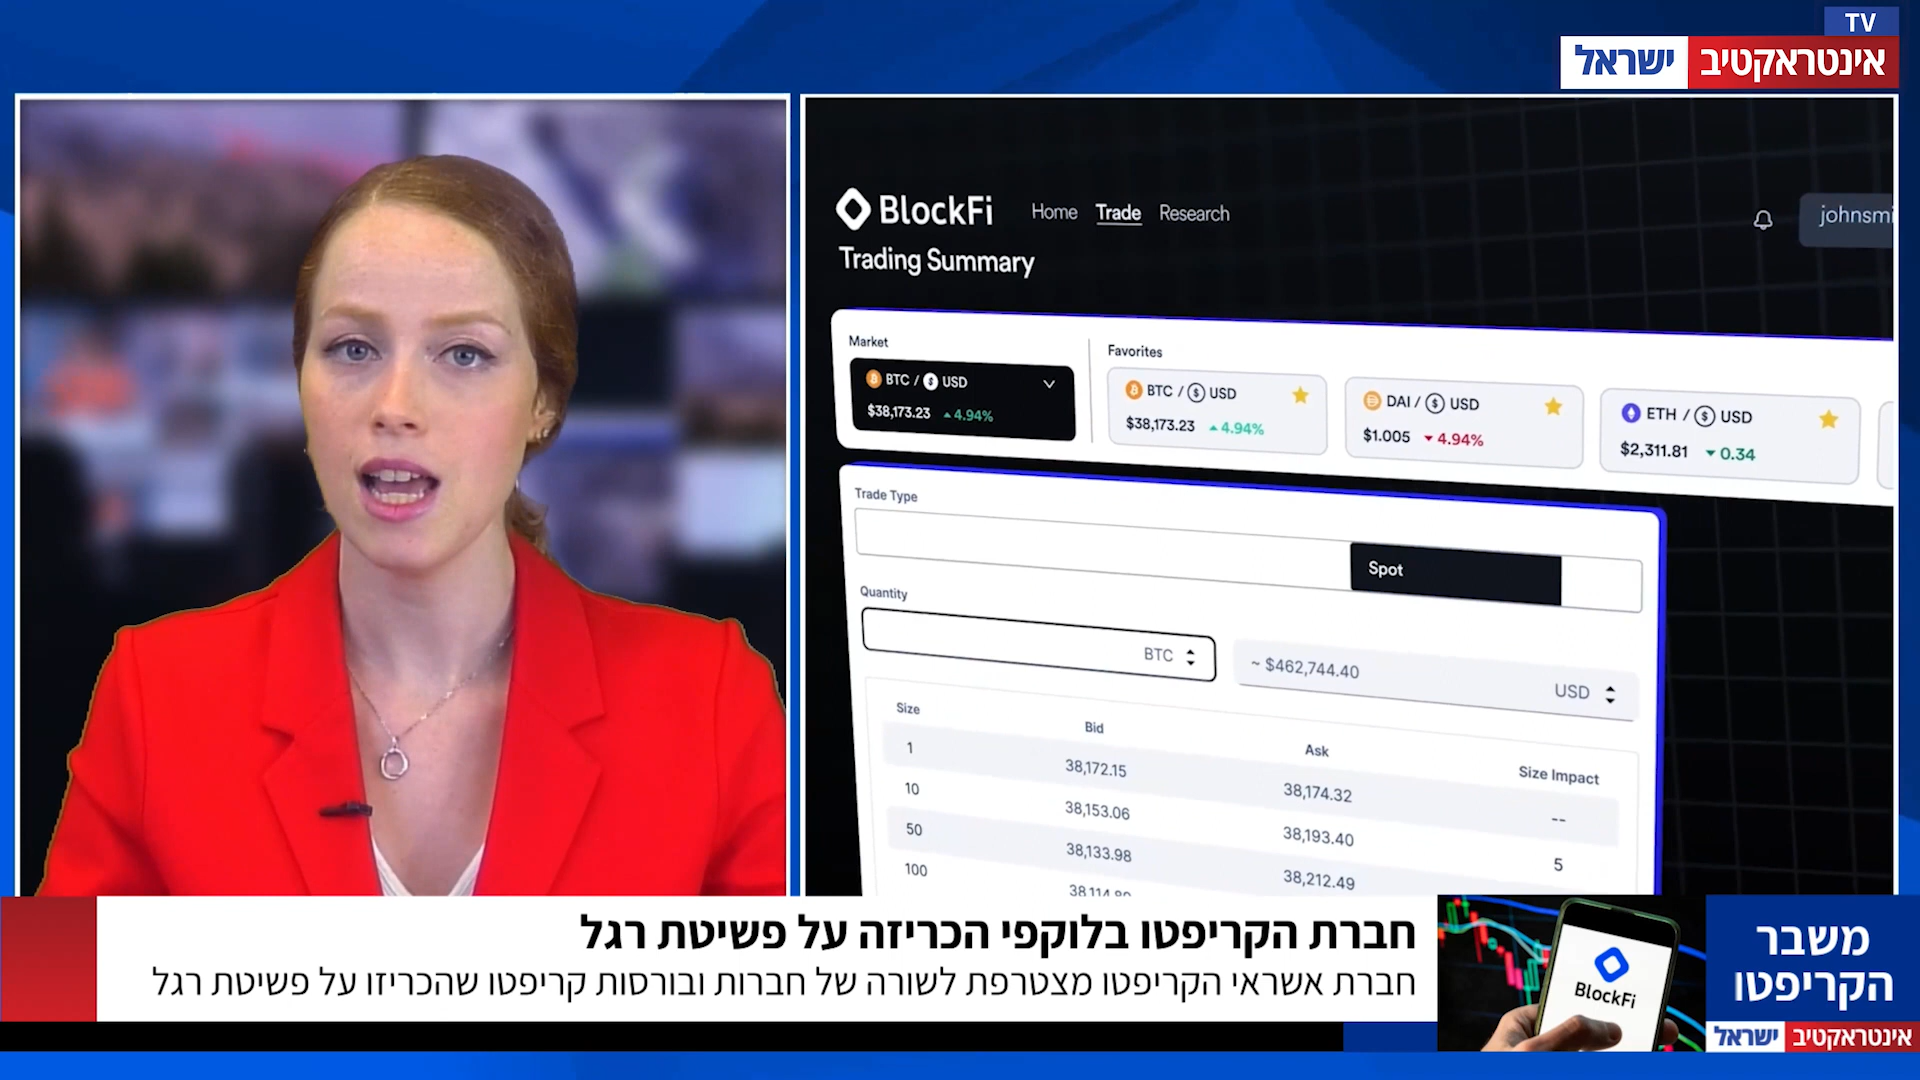 TV
אינטראקטיב ישראל
BlockFi Home Trade Research
johnsmi
Trading Summary
Market
BTC / $ USD
$38,173.23 4.94%
Favorites
BTC / $ USD
$38,173.23 4.94%
DAI / $ USD
$1.005 4.94%
ETH / $ USD
$2,311.81 0.34
Trade Type
Spot
Quantity
BTC
~ $462,744.40
USD
Size Bid Ask Size Impact
1 38,172.15 38,174.32 --
10 38,153.06 38,193.40 5
50 38,133.98 38,212.49
100
חברת הקריפטו בלוקפי הכריזה על פשיטת רגל
חברת אשראי הקריפטו מצטרפת לשורה של חברות ובורסות קריפטו שהכריזו על פשיטת רגל
BlockFi
משבר
הקריפטו
אינטראקטיב ישראל